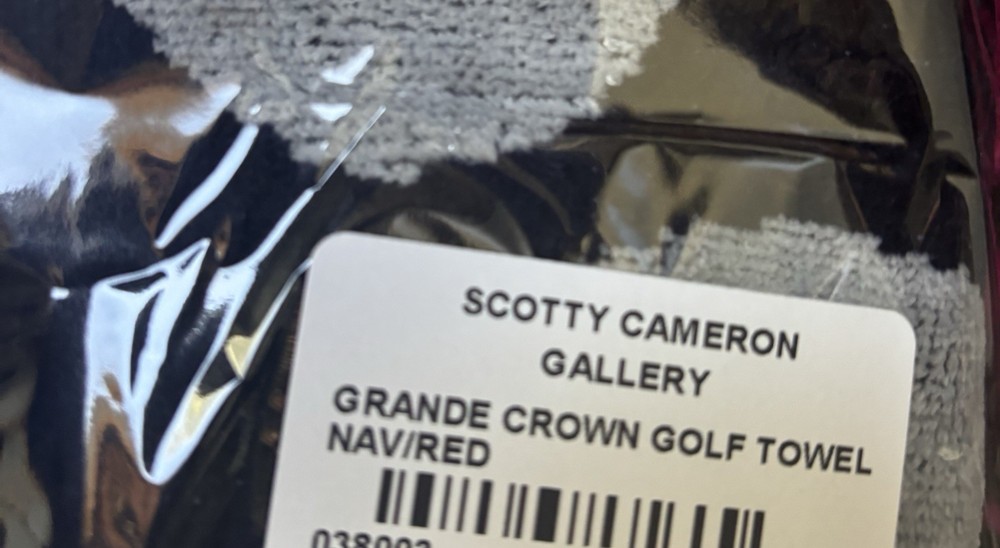 SCOTTY CAMERON
GALLERY
GRANDE CROWN GOLF TOWEL
NAV/RED